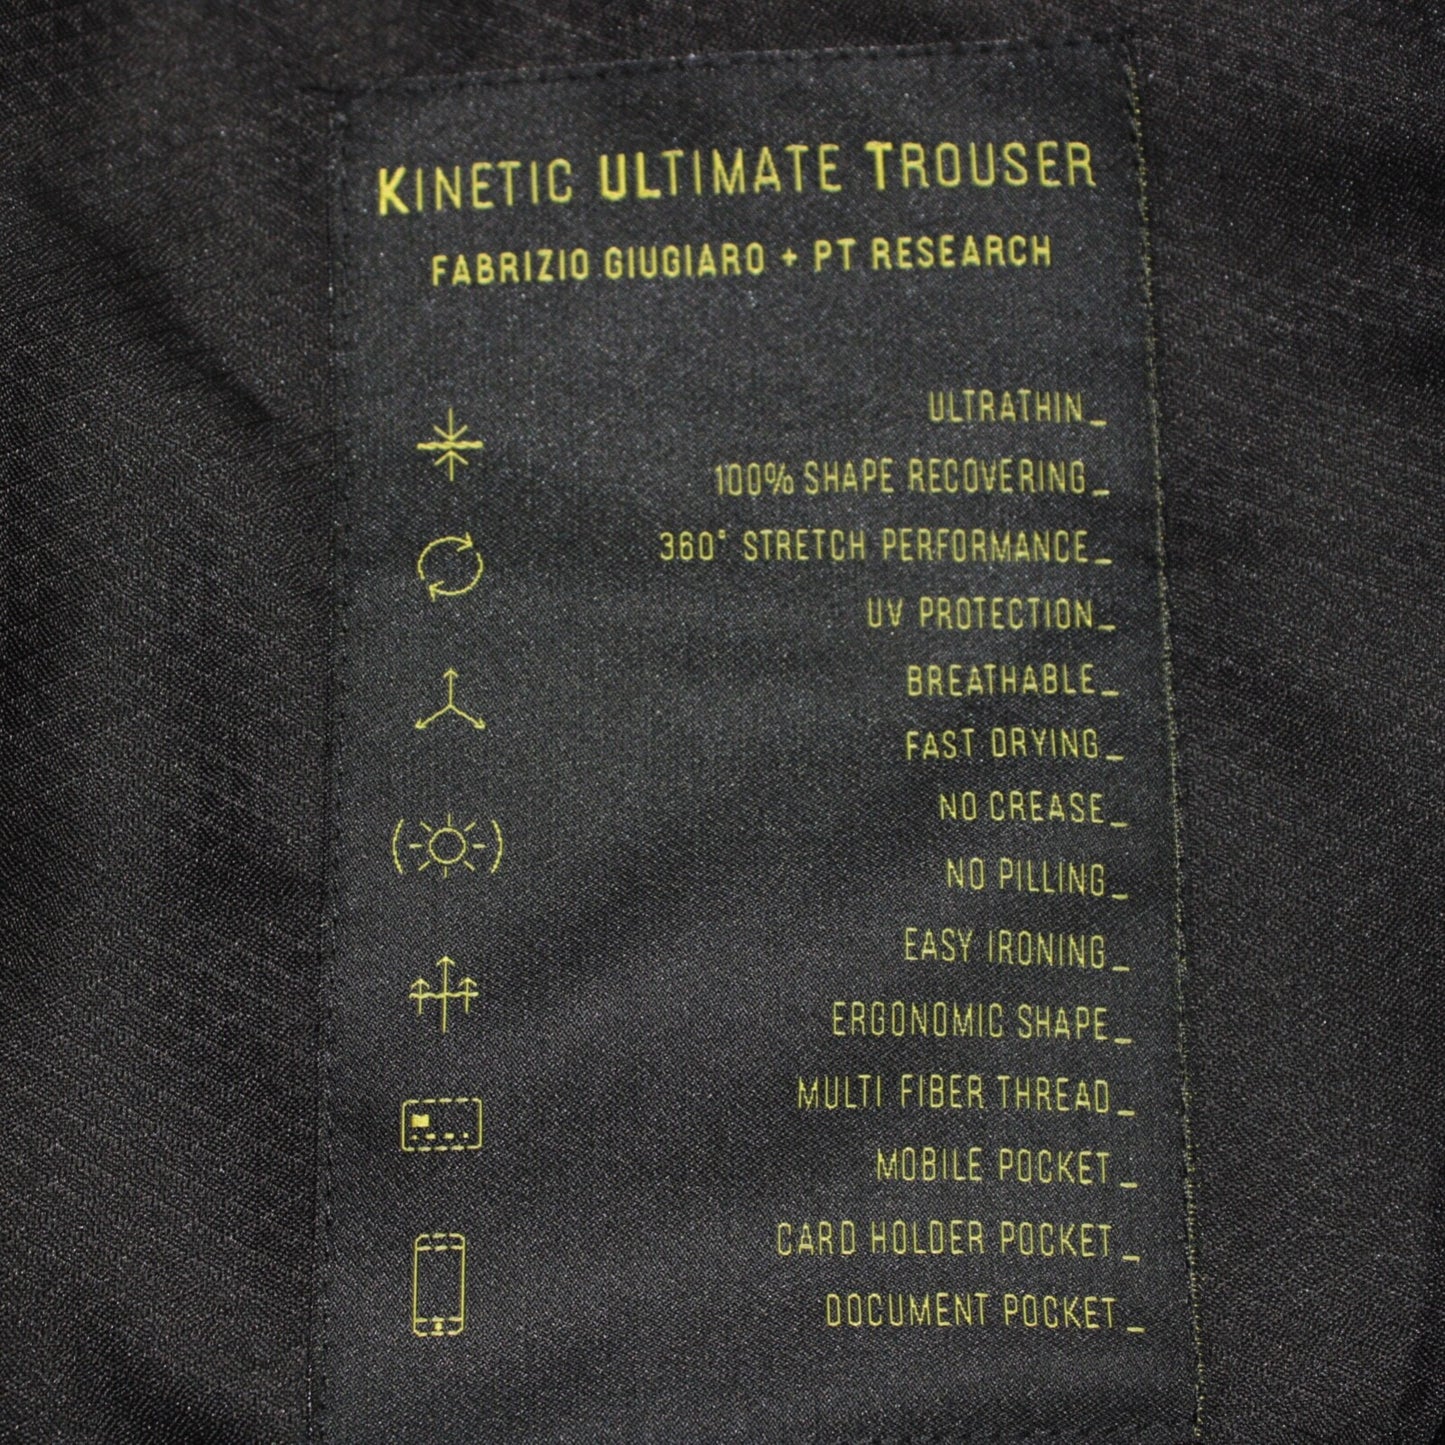 KINETIC ULTIMATE TROUSER
FABRIZIO GIUGIARO + PT RESEARCH
ULTRATHIN_
100% SHAPE RECOVERING_
360° STRETCH PERFORMANCE_
UV PROTECTION_
BREATHABLE_
FAST DRYING_
NO CREASE_
NO PILLING_
EASY IRONING_
ERGONOMIC SHAPE_
MULTI FIBER THREAD_
MOBILE POCKET_
CARD HOLDER POCKET_
DOCUMENT POCKET_